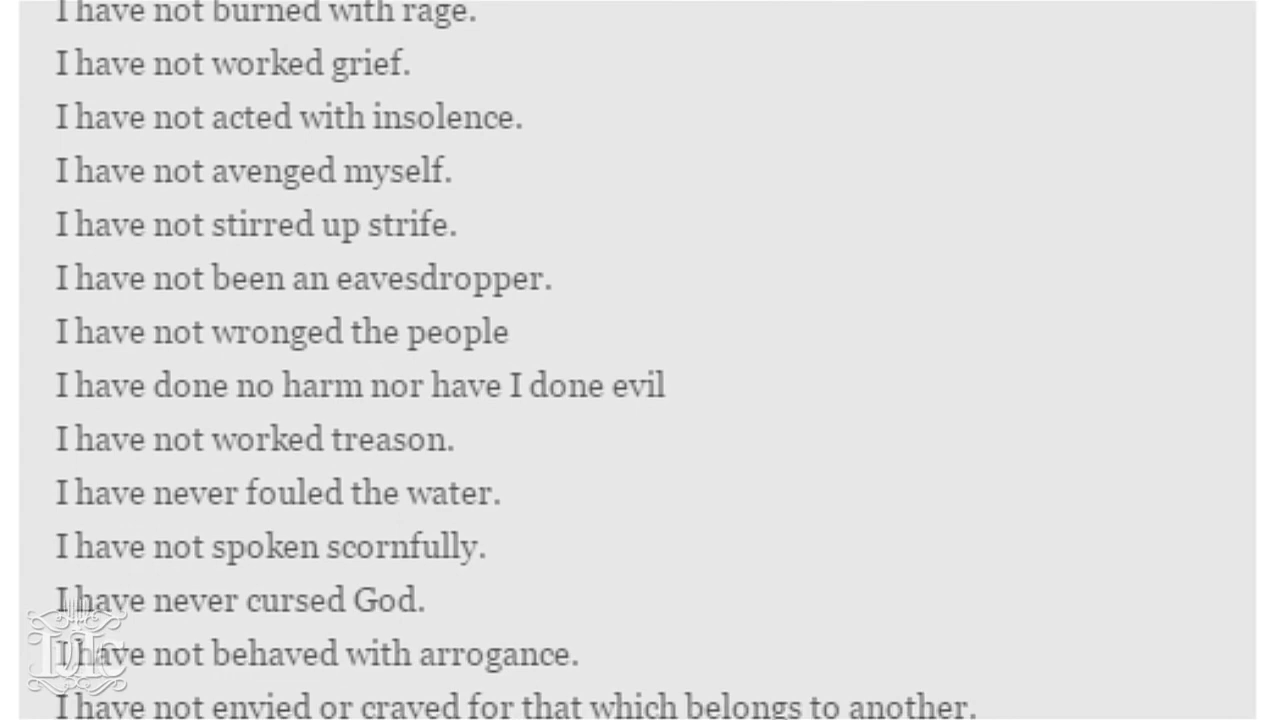 I have not burned with rage.
I have not worked grief.
I have not acted with insolence.
I have not avenged myself.
I have not stirred up strife.
I have not been an eavesdropper.
I have not wronged the people
I have done no harm nor have I done evil
I have not worked treason.
I have never fouled the water.
I have not spoken scornfully.
I have never cursed God.
I have not behaved with arrogance.
I have not envied or craved for that which belongs to another.